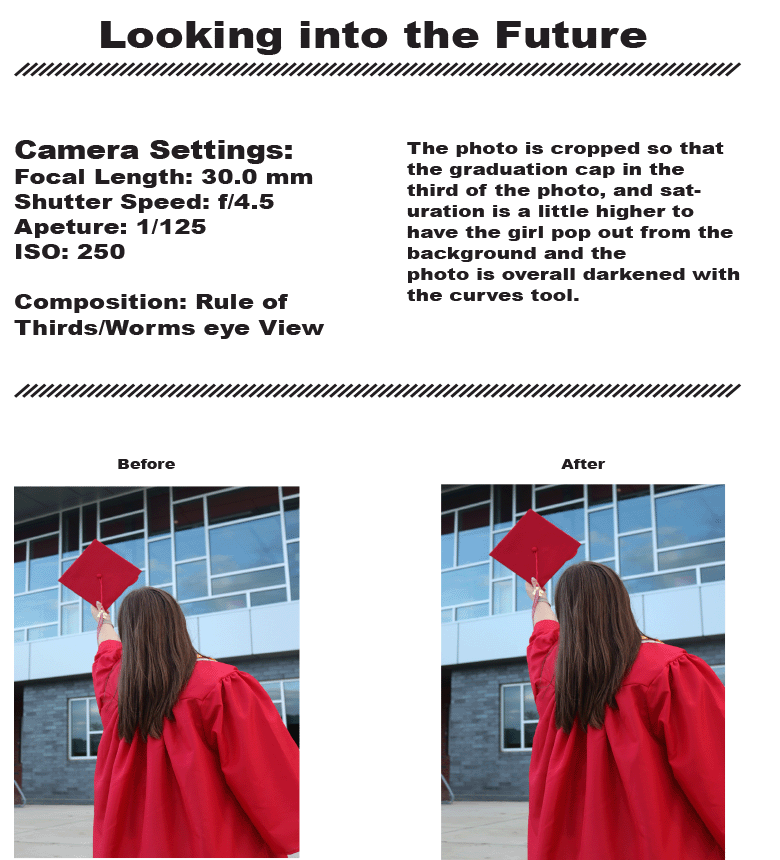 Looking into the Future
Camera Settings:
Focal Length: 30.0 mm
Shutter Speed: f/4.5
Apeture: 1/125
ISO: 250
Composition: Rule of
Thirds/Worms eye View
The photo is cropped so that
the graduation cap in the
third of the photo, and sat-
uration is a little higher to
have the girl pop out from the
background and the
photo is overall darkened with
the curves tool.
Before
After